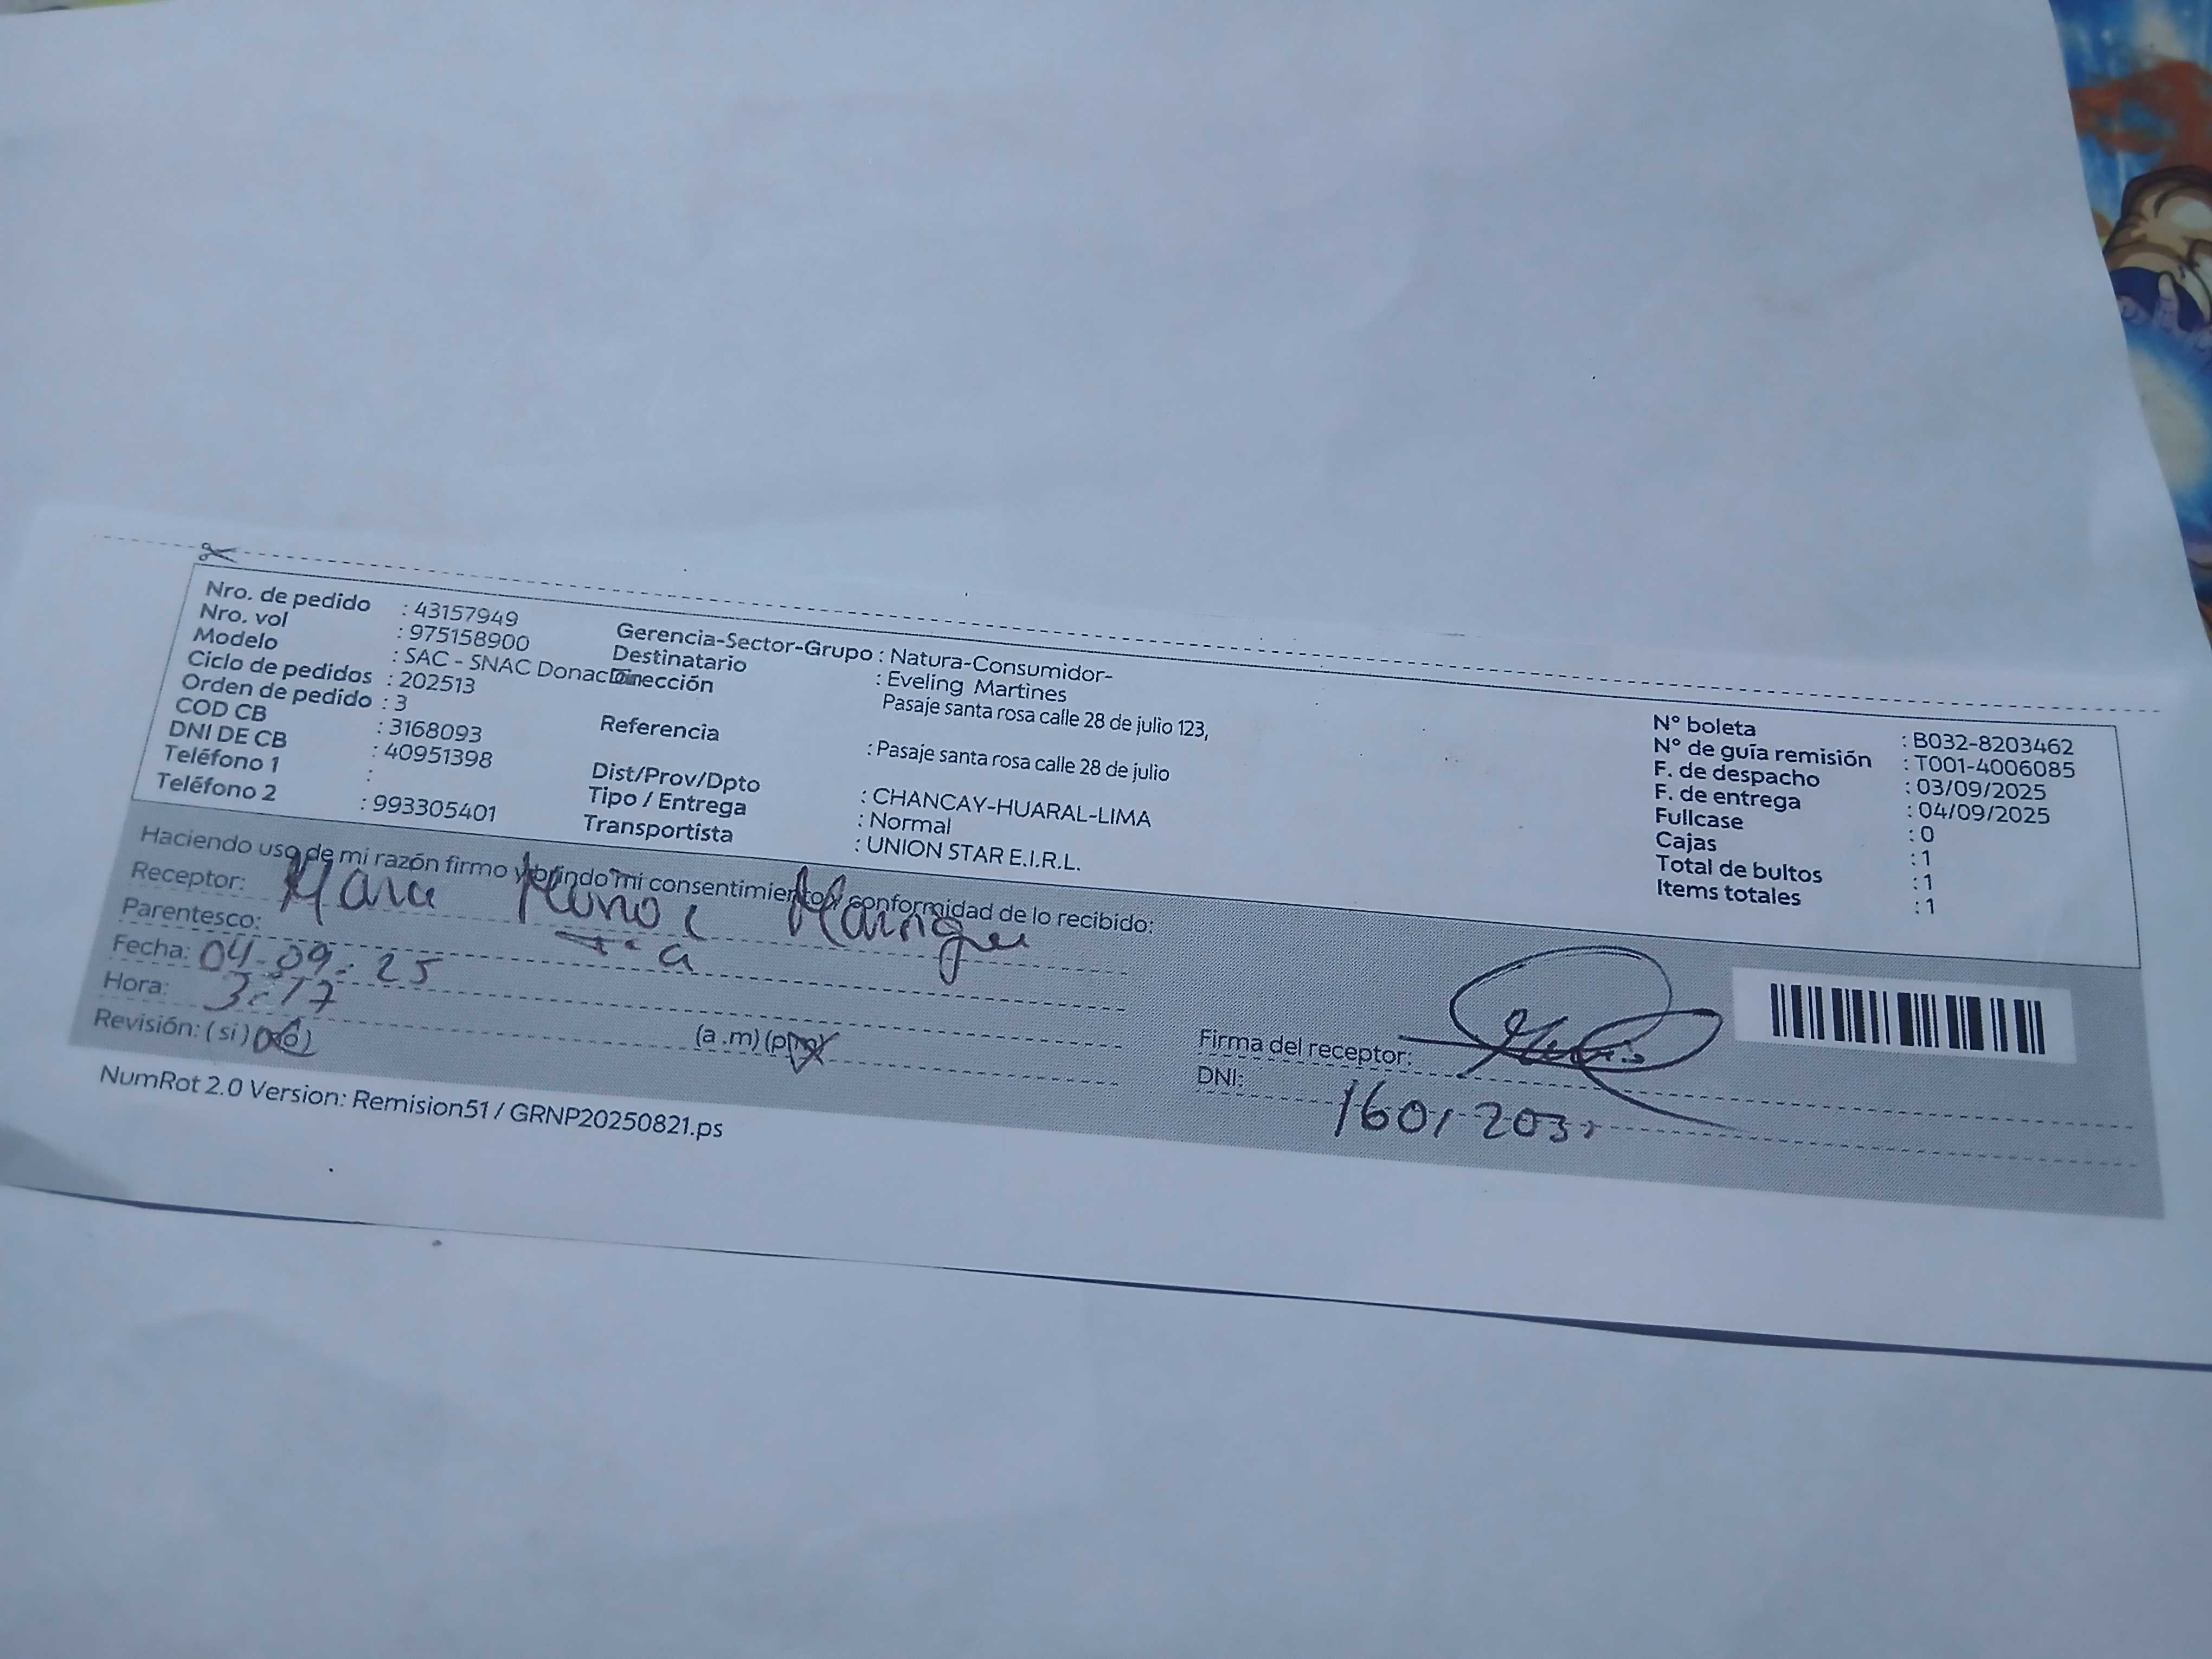 Nro. de pedido : 43157949
Nro. vol : 975158900
Modelo : SAC - SNAC Donación
Ciclo de pedidos : 202513
Orden de pedido : 3
COD CB : 3168093
DNI DE CB : 40951398
Teléfono 1 :
Teléfono 2 : 993305401
Gerencia-Sector-Grupo : Natura-Consumidor-
Destinatario : Eveling Martines
Dirección Pasaje santa rosa calle 28 de julio 123,
Referencia : Pasaje santa rosa calle 28 de julio
Dist/Prov/Dpto : CHANCAY-HUARAL-LIMA
Tipo / Entrega : Normal
Transportista : UNION STAR E.I.R.L.
N° boleta : B032-8203462
N° de guía remisión : T001-4006085
F. de despacho : 03/09/2025
F. de entrega : 04/09/2025
Fullcase : 0
Cajas : 1
Total de bultos : 1
Items totales : 1
Haciendo uso de mi razón firmo y brindo mi consentimiento conformidad de lo recibido:
Receptor:
Parentesco: tia
Fecha: 04-09-25
Hora: 3:17 (a.m) (pm)
Revisión: (si) (no)
Firma del receptor:
DNI:
NumRot 2.0 Version: Remision51 / GRNP20250821.ps